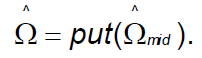 Ω̂ = put(Ω̂mid ).